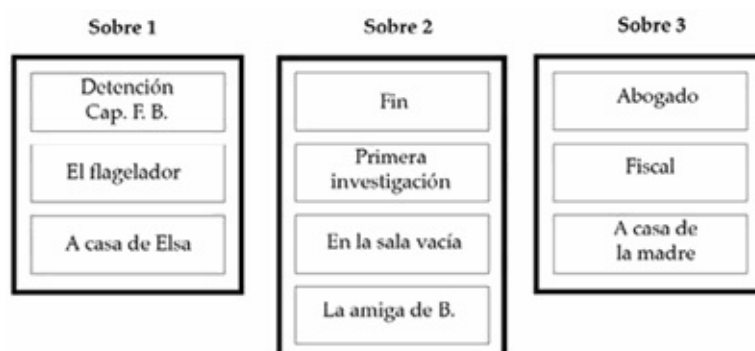 Sobre 1
Detención
Cap. F. B.
El flagelador
A casa de Elsa
Sobre 2
Fin
Primera
investigación
En la sala vacía
La amiga de B.
Sobre 3
Abogado
Fiscal
A casa de
la madre